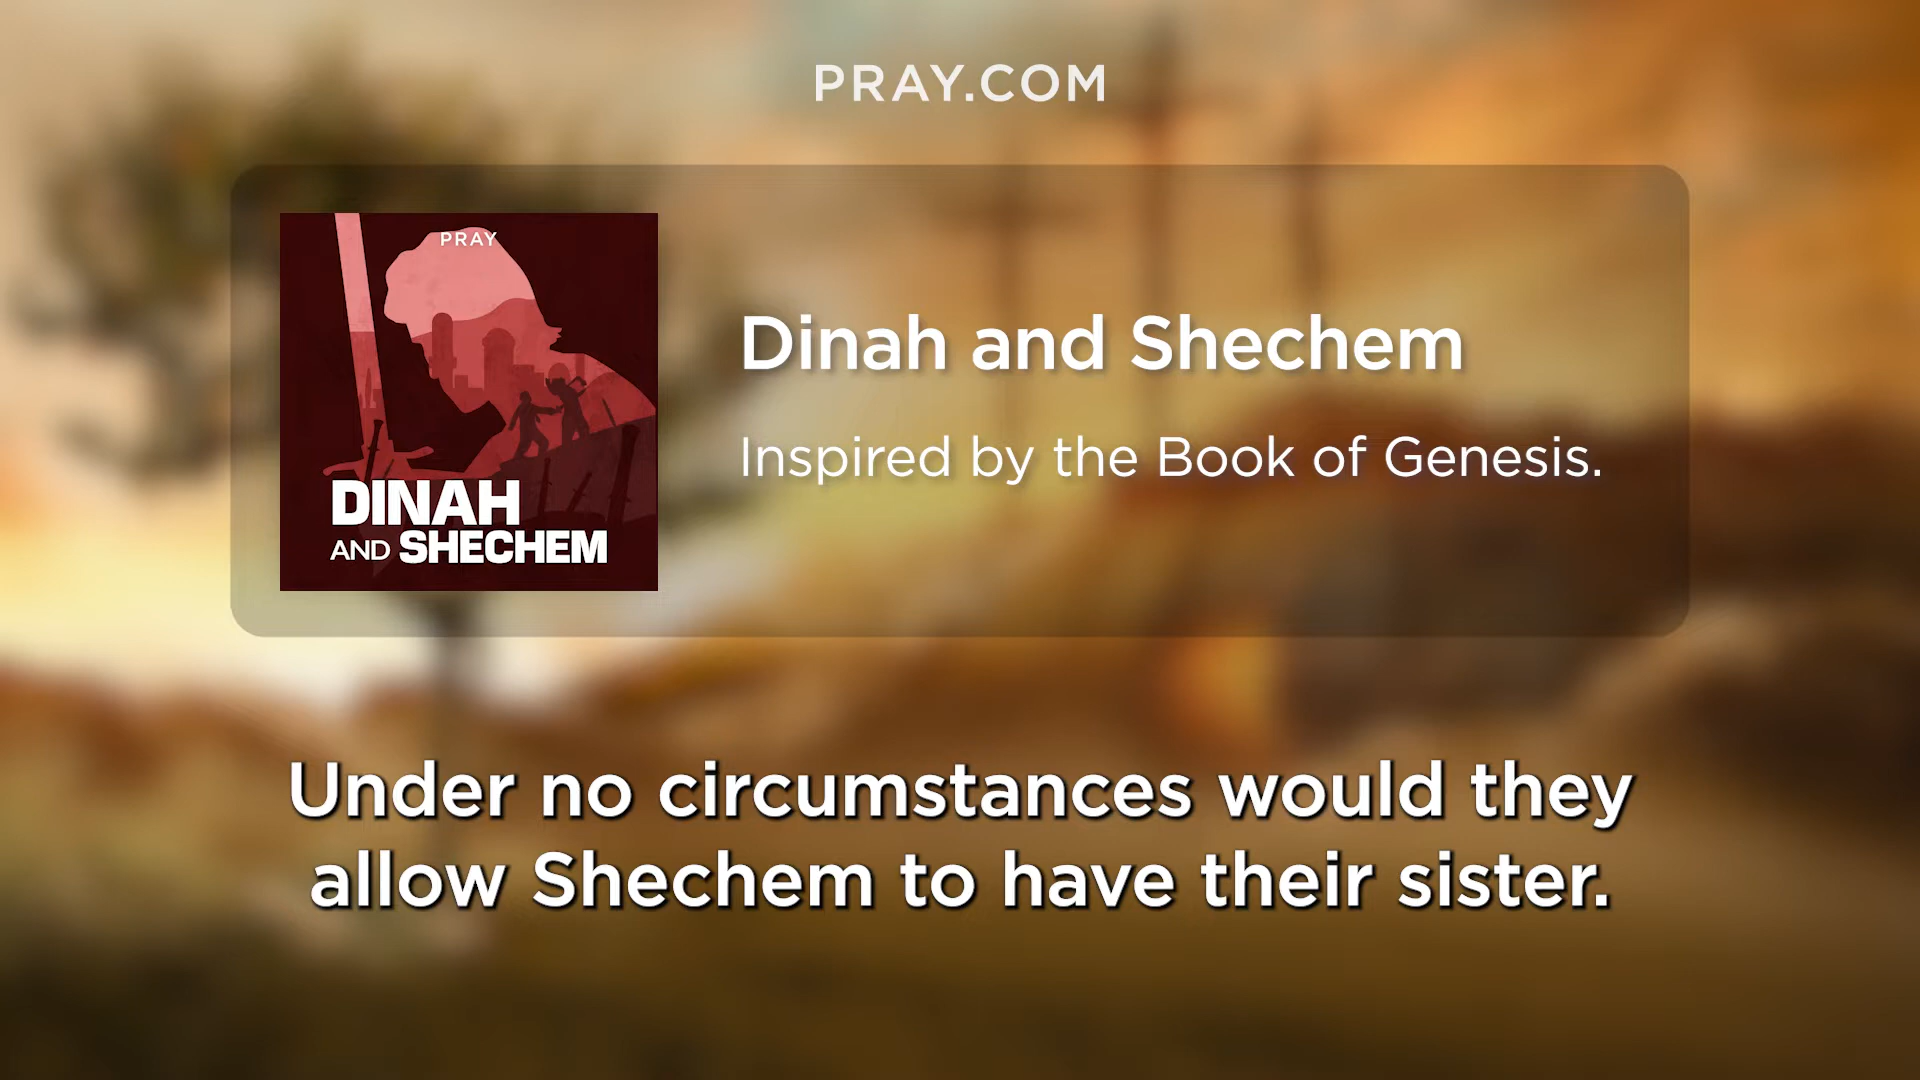 PRAY.COM
PRAY
DINAH
AND SHECHEM
Dinah and Shechem
Inspired by the Book of Genesis.
Under no circumstances would they
allow Shechem to have their sister.